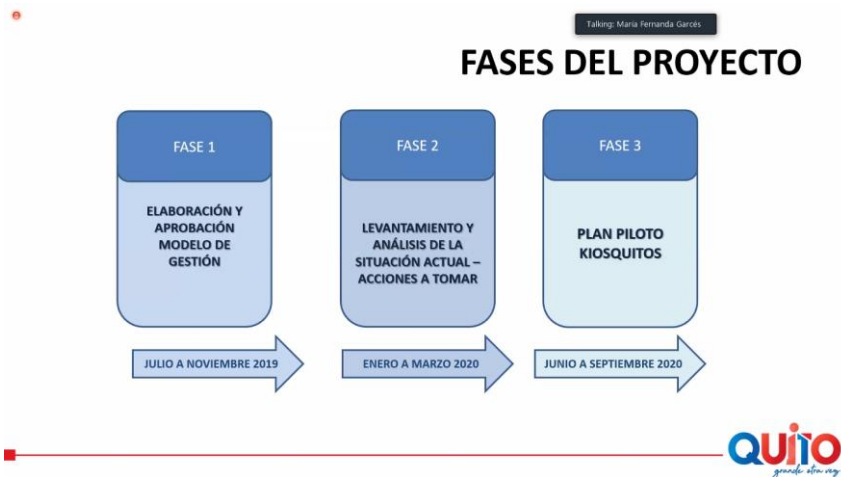 Talking: María Fernanda Garcés
FASES DEL PROYECTO
FASE 1
ELABORACIÓN Y
APROBACIÓN
MODELO DE
GESTIÓN
JULIO A NOVIEMBRE 2019
FASE 2
LEVANTAMIENTO Y
ANÁLISIS DE LA
SITUACIÓN ACTUAL –
ACCIONES A TOMAR
ENERO A MARZO 2020
FASE 3
PLAN PILOTO
KIOSQUITOS
JUNIO A SEPTIEMBRE 2020
QUITO
grande otra vez